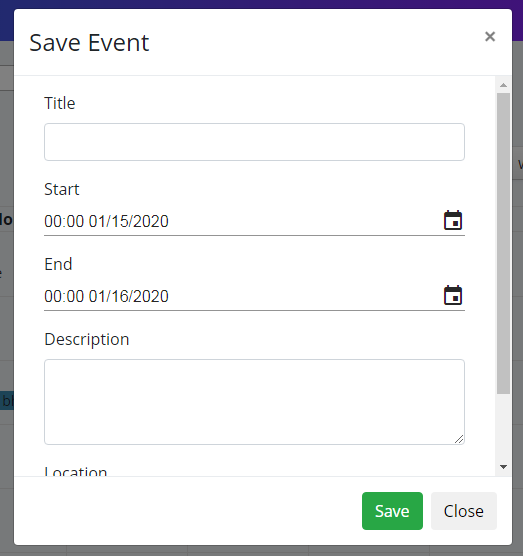 Save Event
×
Title
Start
00:00 01/15/2020
End
00:00 01/16/2020
Description
Location
Save
Close